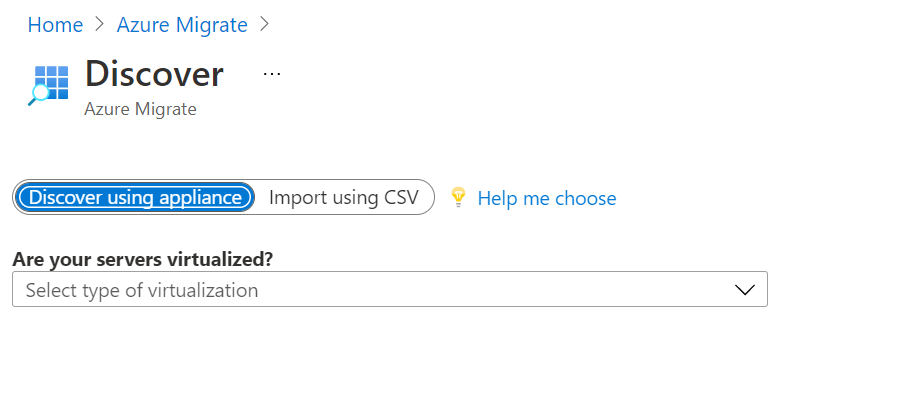 Home > Azure Migrate >
Discover ...
Azure Migrate
Discover using appliance Import using CSV Help me choose
Are your servers virtualized?
Select type of virtualization